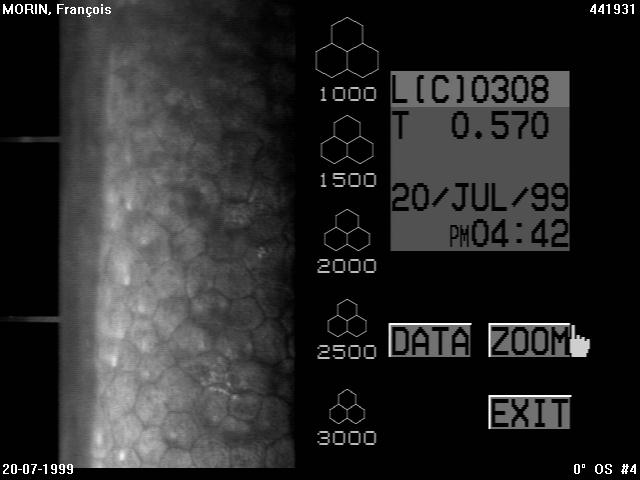 MORIN, François
441931
1000
1500
2000
2500
3000
L[C]0308
T 0.570
20/JUL/99
PM04:42
DATA ZOOM
EXIT
20-07-1999
0° OS #4